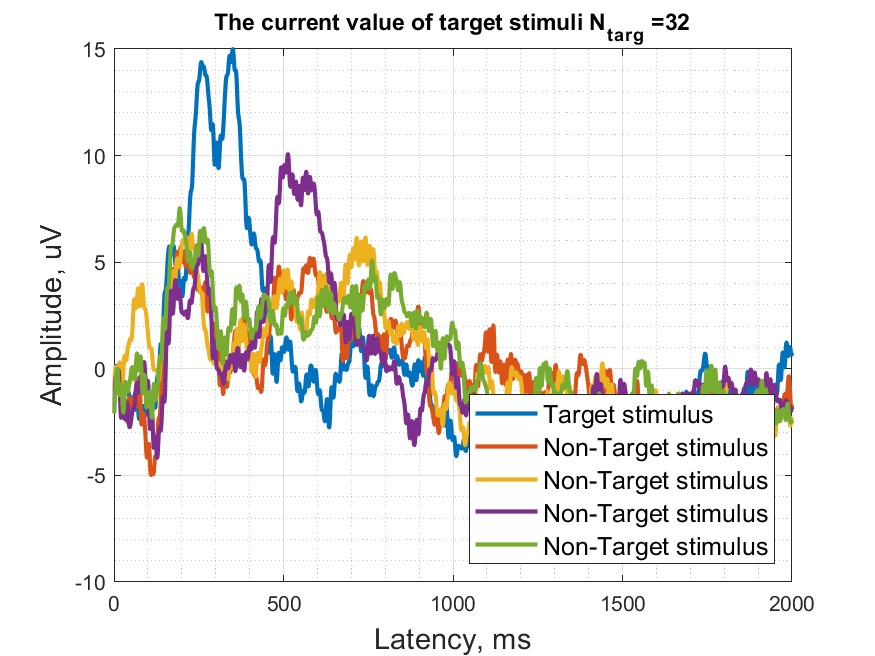 The current value of target stimuli N_targ =32
15
10
5
0
-5
-10
Amplitude, uV
0 500 1000 1500 2000
Latency, ms
Target stimulus
Non-Target stimulus
Non-Target stimulus
Non-Target stimulus
Non-Target stimulus